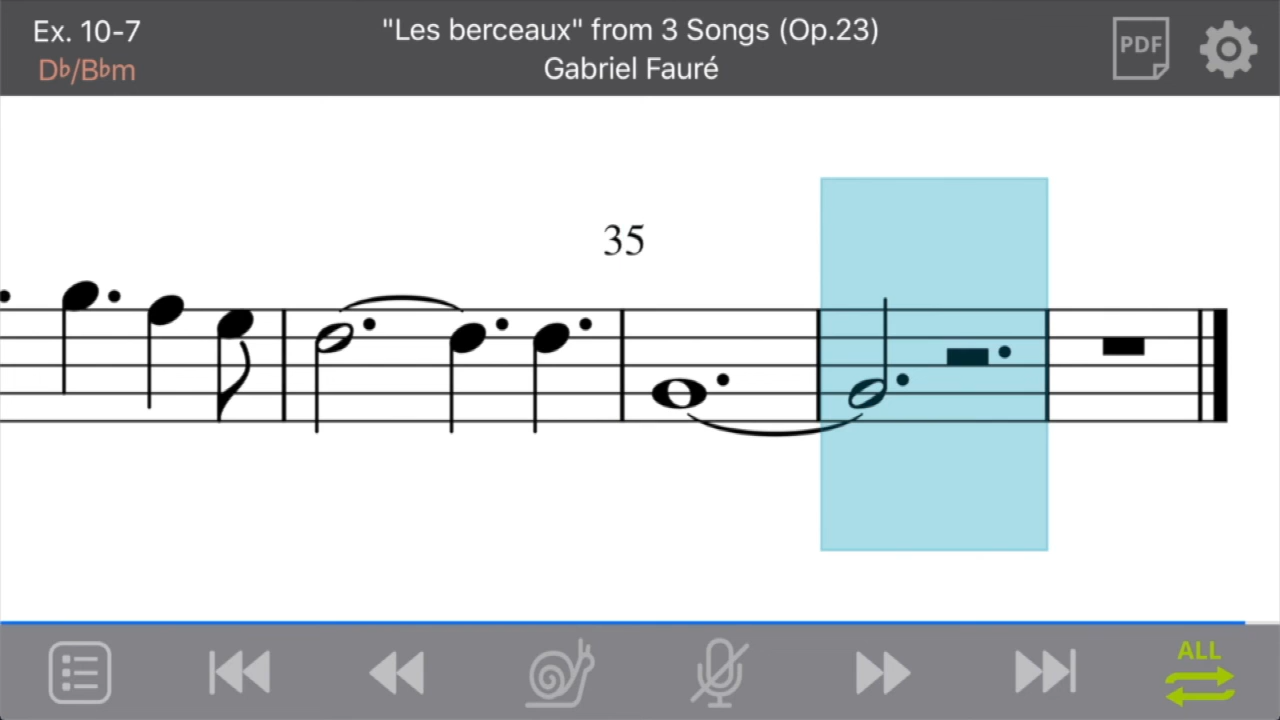 Ex. 10-7
D♭/B♭m
"Les berceaux" from 3 Songs (Op.23)
Gabriel Fauré
PDF
35
ALL